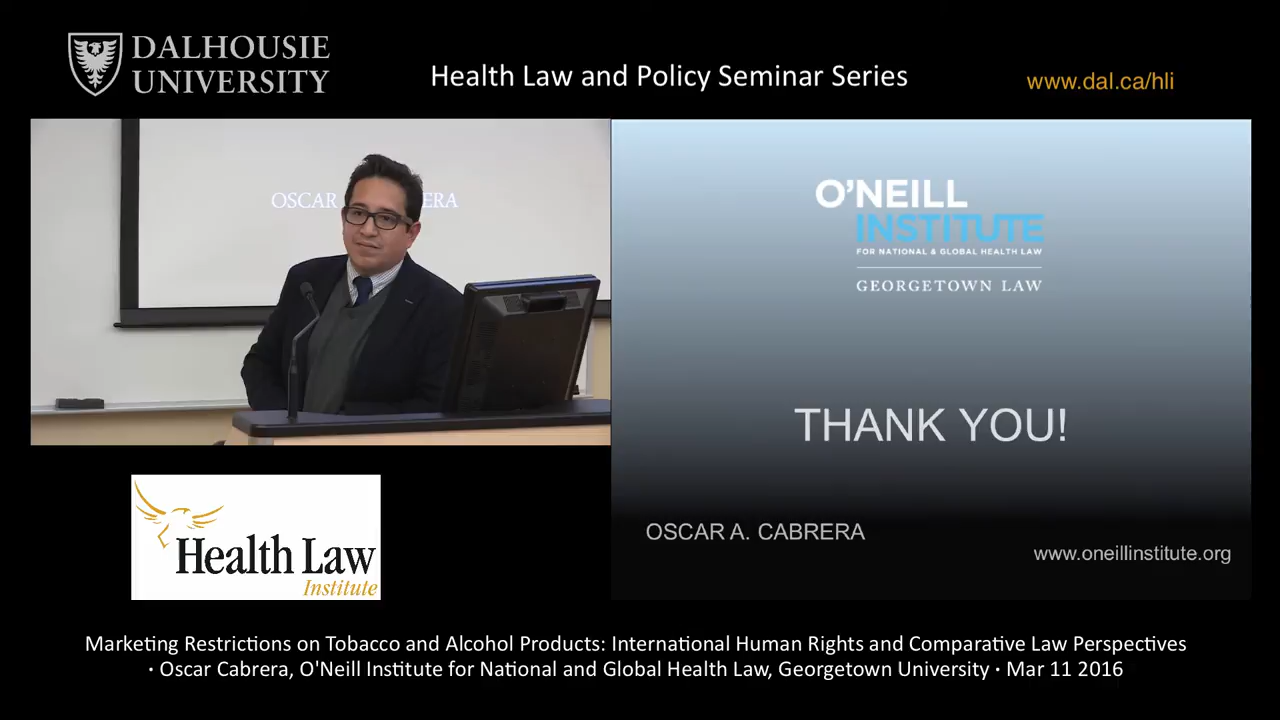 DALHOUSIE
UNIVERSITY
Health Law and Policy Seminar Series
www.dal.ca/hli
OSCAR ERA
O'NEILL
INSTITUTE
FOR NATIONAL & GLOBAL HEALTH LAW
GEORGETOWN LAW
THANK YOU!
OSCAR A. CABRERA
www.oneillinstitute.org
Health Law
Institute
Marketing Restrictions on Tobacco and Alcohol Products: International Human Rights and Comparative Law Perspectives
· Oscar Cabrera, O'Neill Institute for National and Global Health Law, Georgetown University · Mar 11 2016